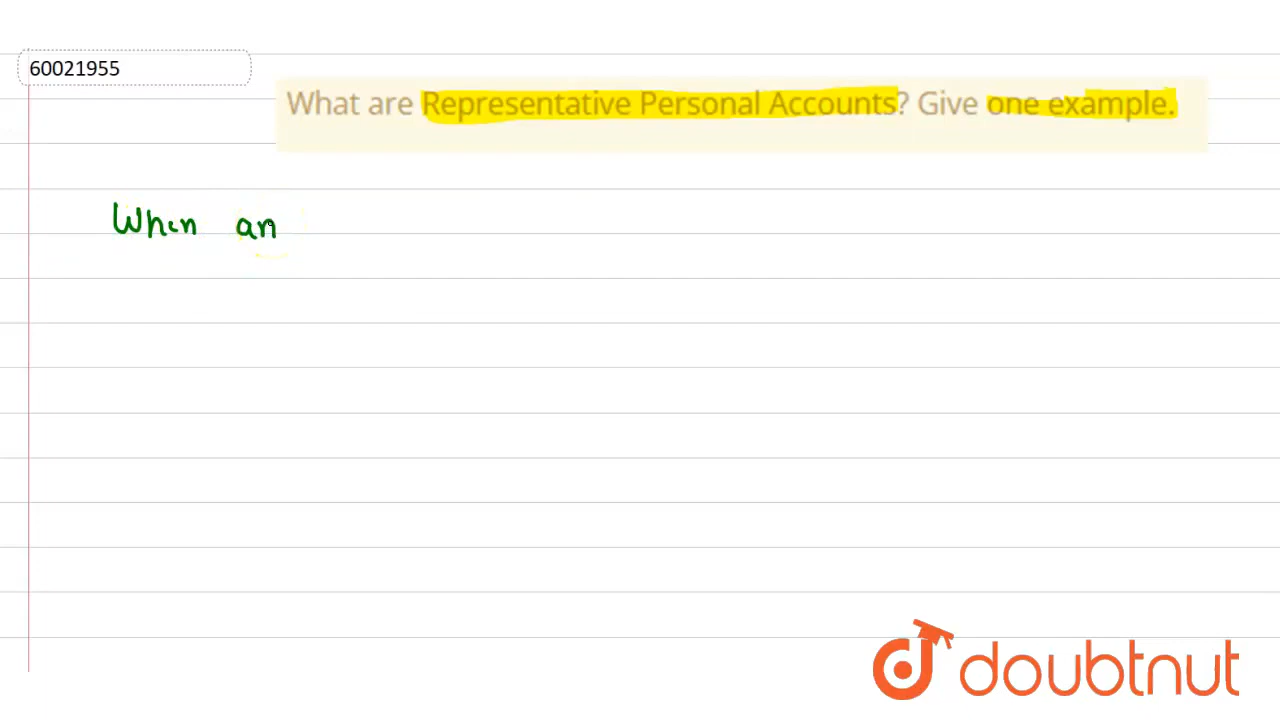 60021955
What are Representative Personal Accounts? Give one example.
When an
doubtnut